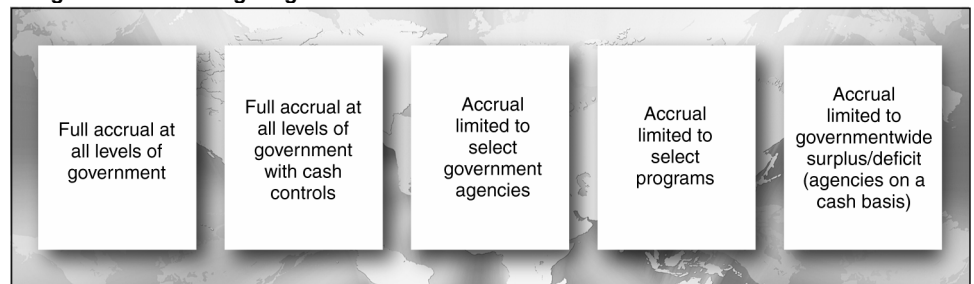 Full accrual at
all levels of
government
Full accrual at
all levels of
government
with cash
controls
Accrual
limited to
select
government
agencies
Accrual
limited to
select
programs
Accrual
limited to
governmentwide
surplus/deficit
(agencies on a
cash basis)